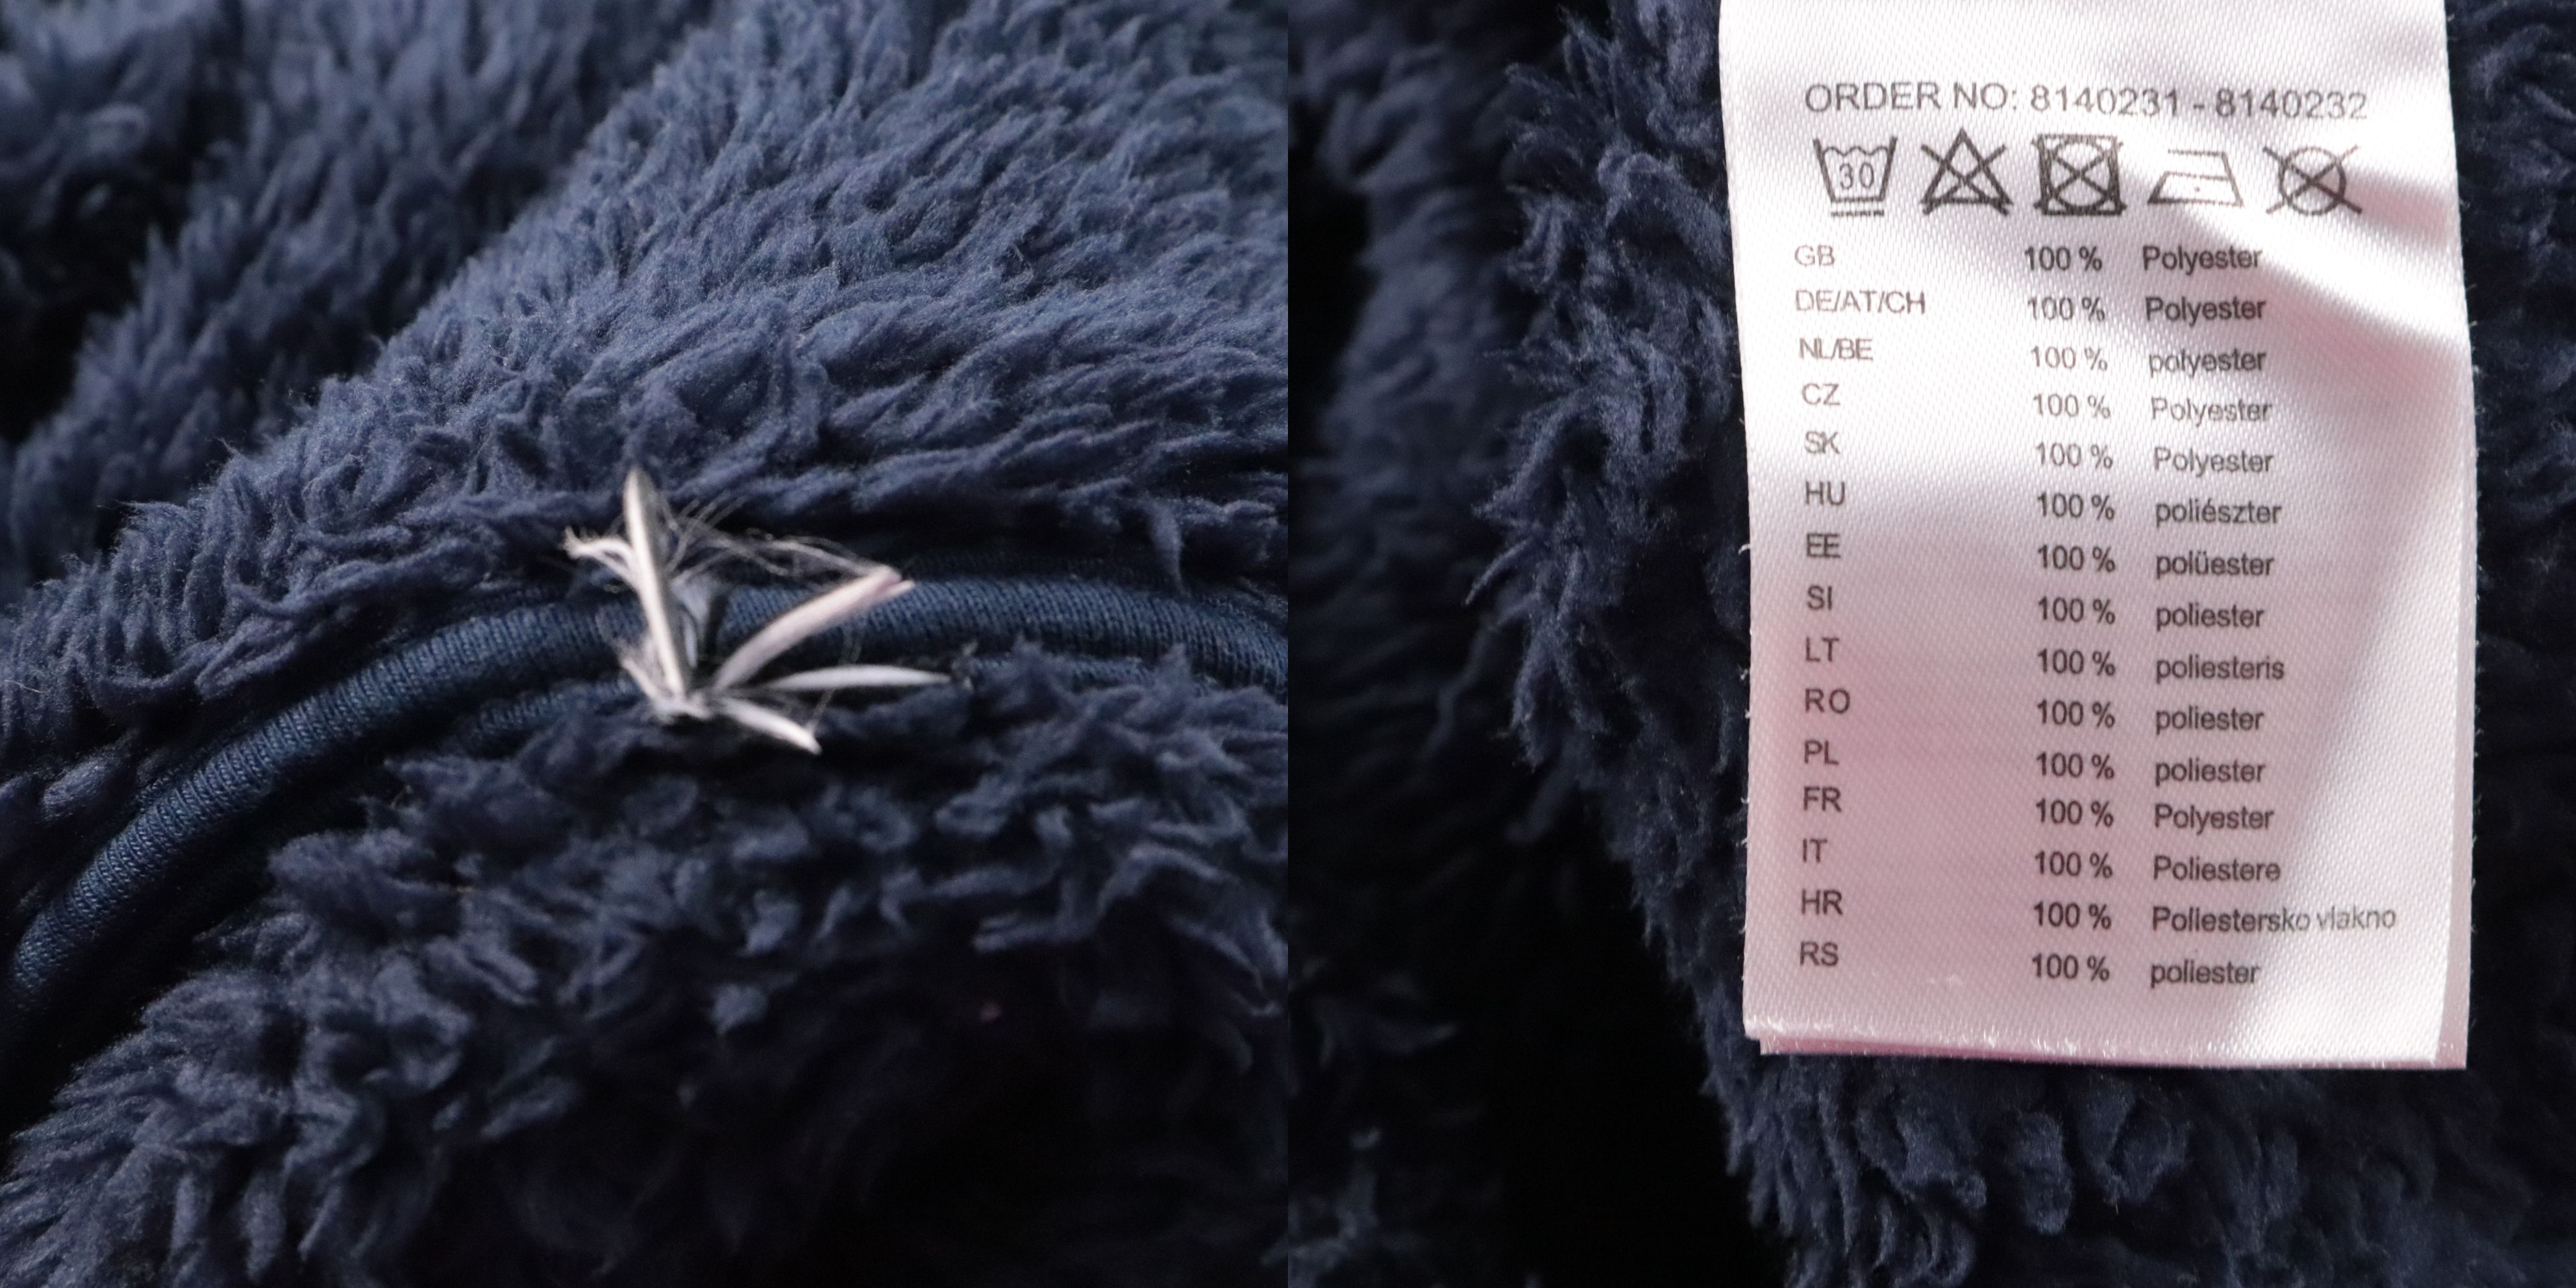 ORDER NO: 8140231 - 8140232
30
GB 100 % Polyester
DE/AT/CH 100 % Polyester
NL/BE 100 % polyester
CZ 100 % Polyester
SK 100 % Polyester
HU 100 % poliészter
EE 100 % polüester
SI 100 % poliester
LT 100 % poliesteris
RO 100 % poliester
PL 100 % poliester
FR 100 % Polyester
IT 100 % Poliestere
HR 100 % Poliestersko vlakno
RS 100 % poliester